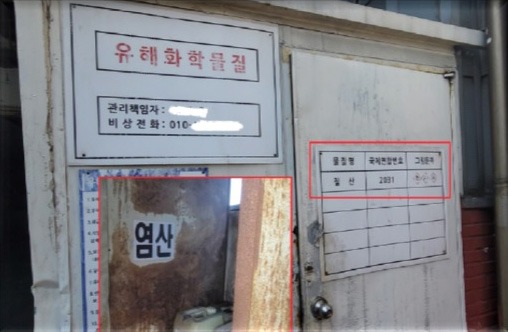 유해화학물질
관리책임자 :
비상전화 : 010-
물질명 국제연합번호 그림문자
질산 2031
염산